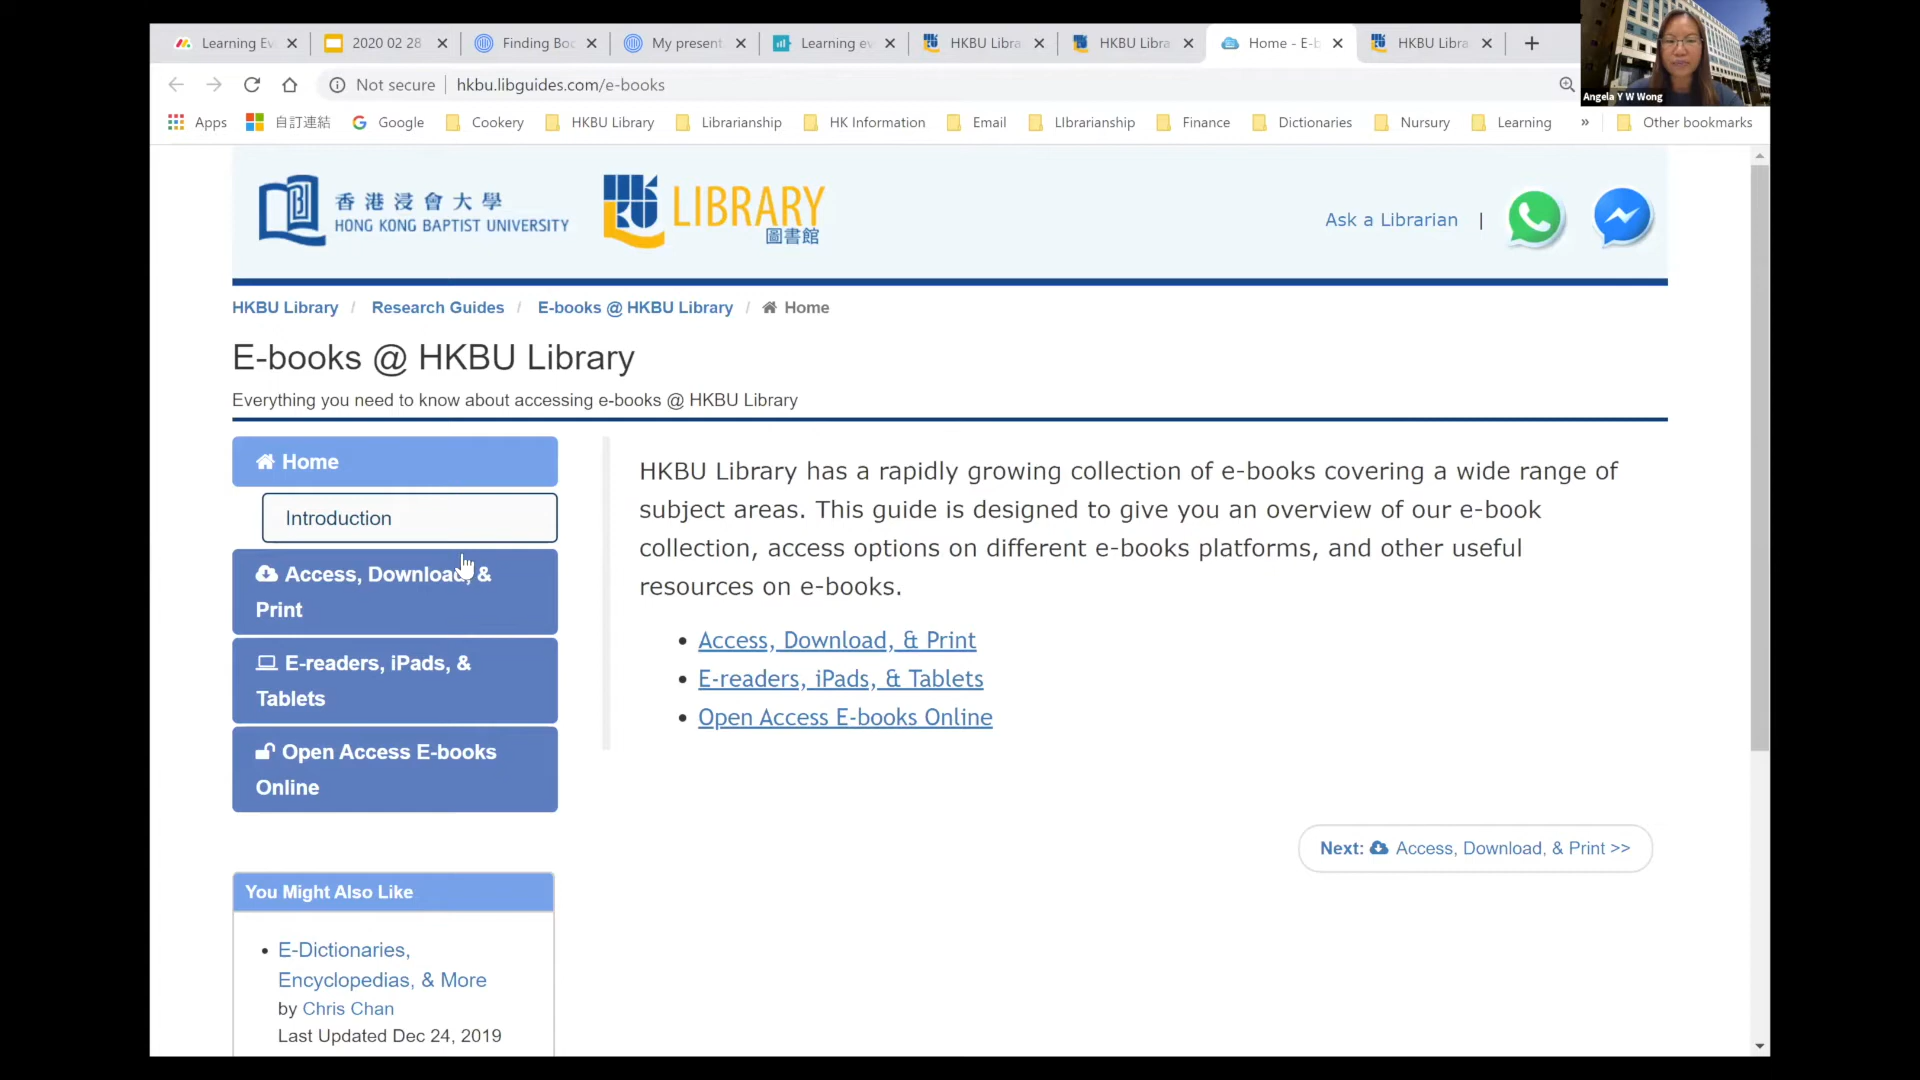 Learning Ev
2020 02 28
Finding Boo
My present
Learning ev
HKBU Libra
HKBU Libra
Home - E-b
HKBU Libra
Angela Y W Wong
Not secure
hkbu.libguides.com/e-books
Apps
自訂連結
Google
Cookery
HKBU Library
Librarianship
HK Information
Email
LIbrarianship
Finance
Dictionaries
Nursury
Learning
»
Other bookmarks
香港浸會大學
HONG KONG BAPTIST UNIVERSITY
LIBRARY
圖書館
Ask a Librarian |
HKBU Library / Research Guides / E-books @ HKBU Library / Home
E-books @ HKBU Library
Everything you need to know about accessing e-books @ HKBU Library
Home
Introduction
Access, Download, &
Print
E-readers, iPads, &
Tablets
Open Access E-books
Online
HKBU Library has a rapidly growing collection of e-books covering a wide range of
subject areas. This guide is designed to give you an overview of our e-book
collection, access options on different e-books platforms, and other useful
resources on e-books.
• Access, Download, & Print
• E-readers, iPads, & Tablets
• Open Access E-books Online
Next: Access, Download, & Print >>
You Might Also Like
• E-Dictionaries,
Encyclopedias, & More
by Chris Chan
Last Updated Dec 24, 2019